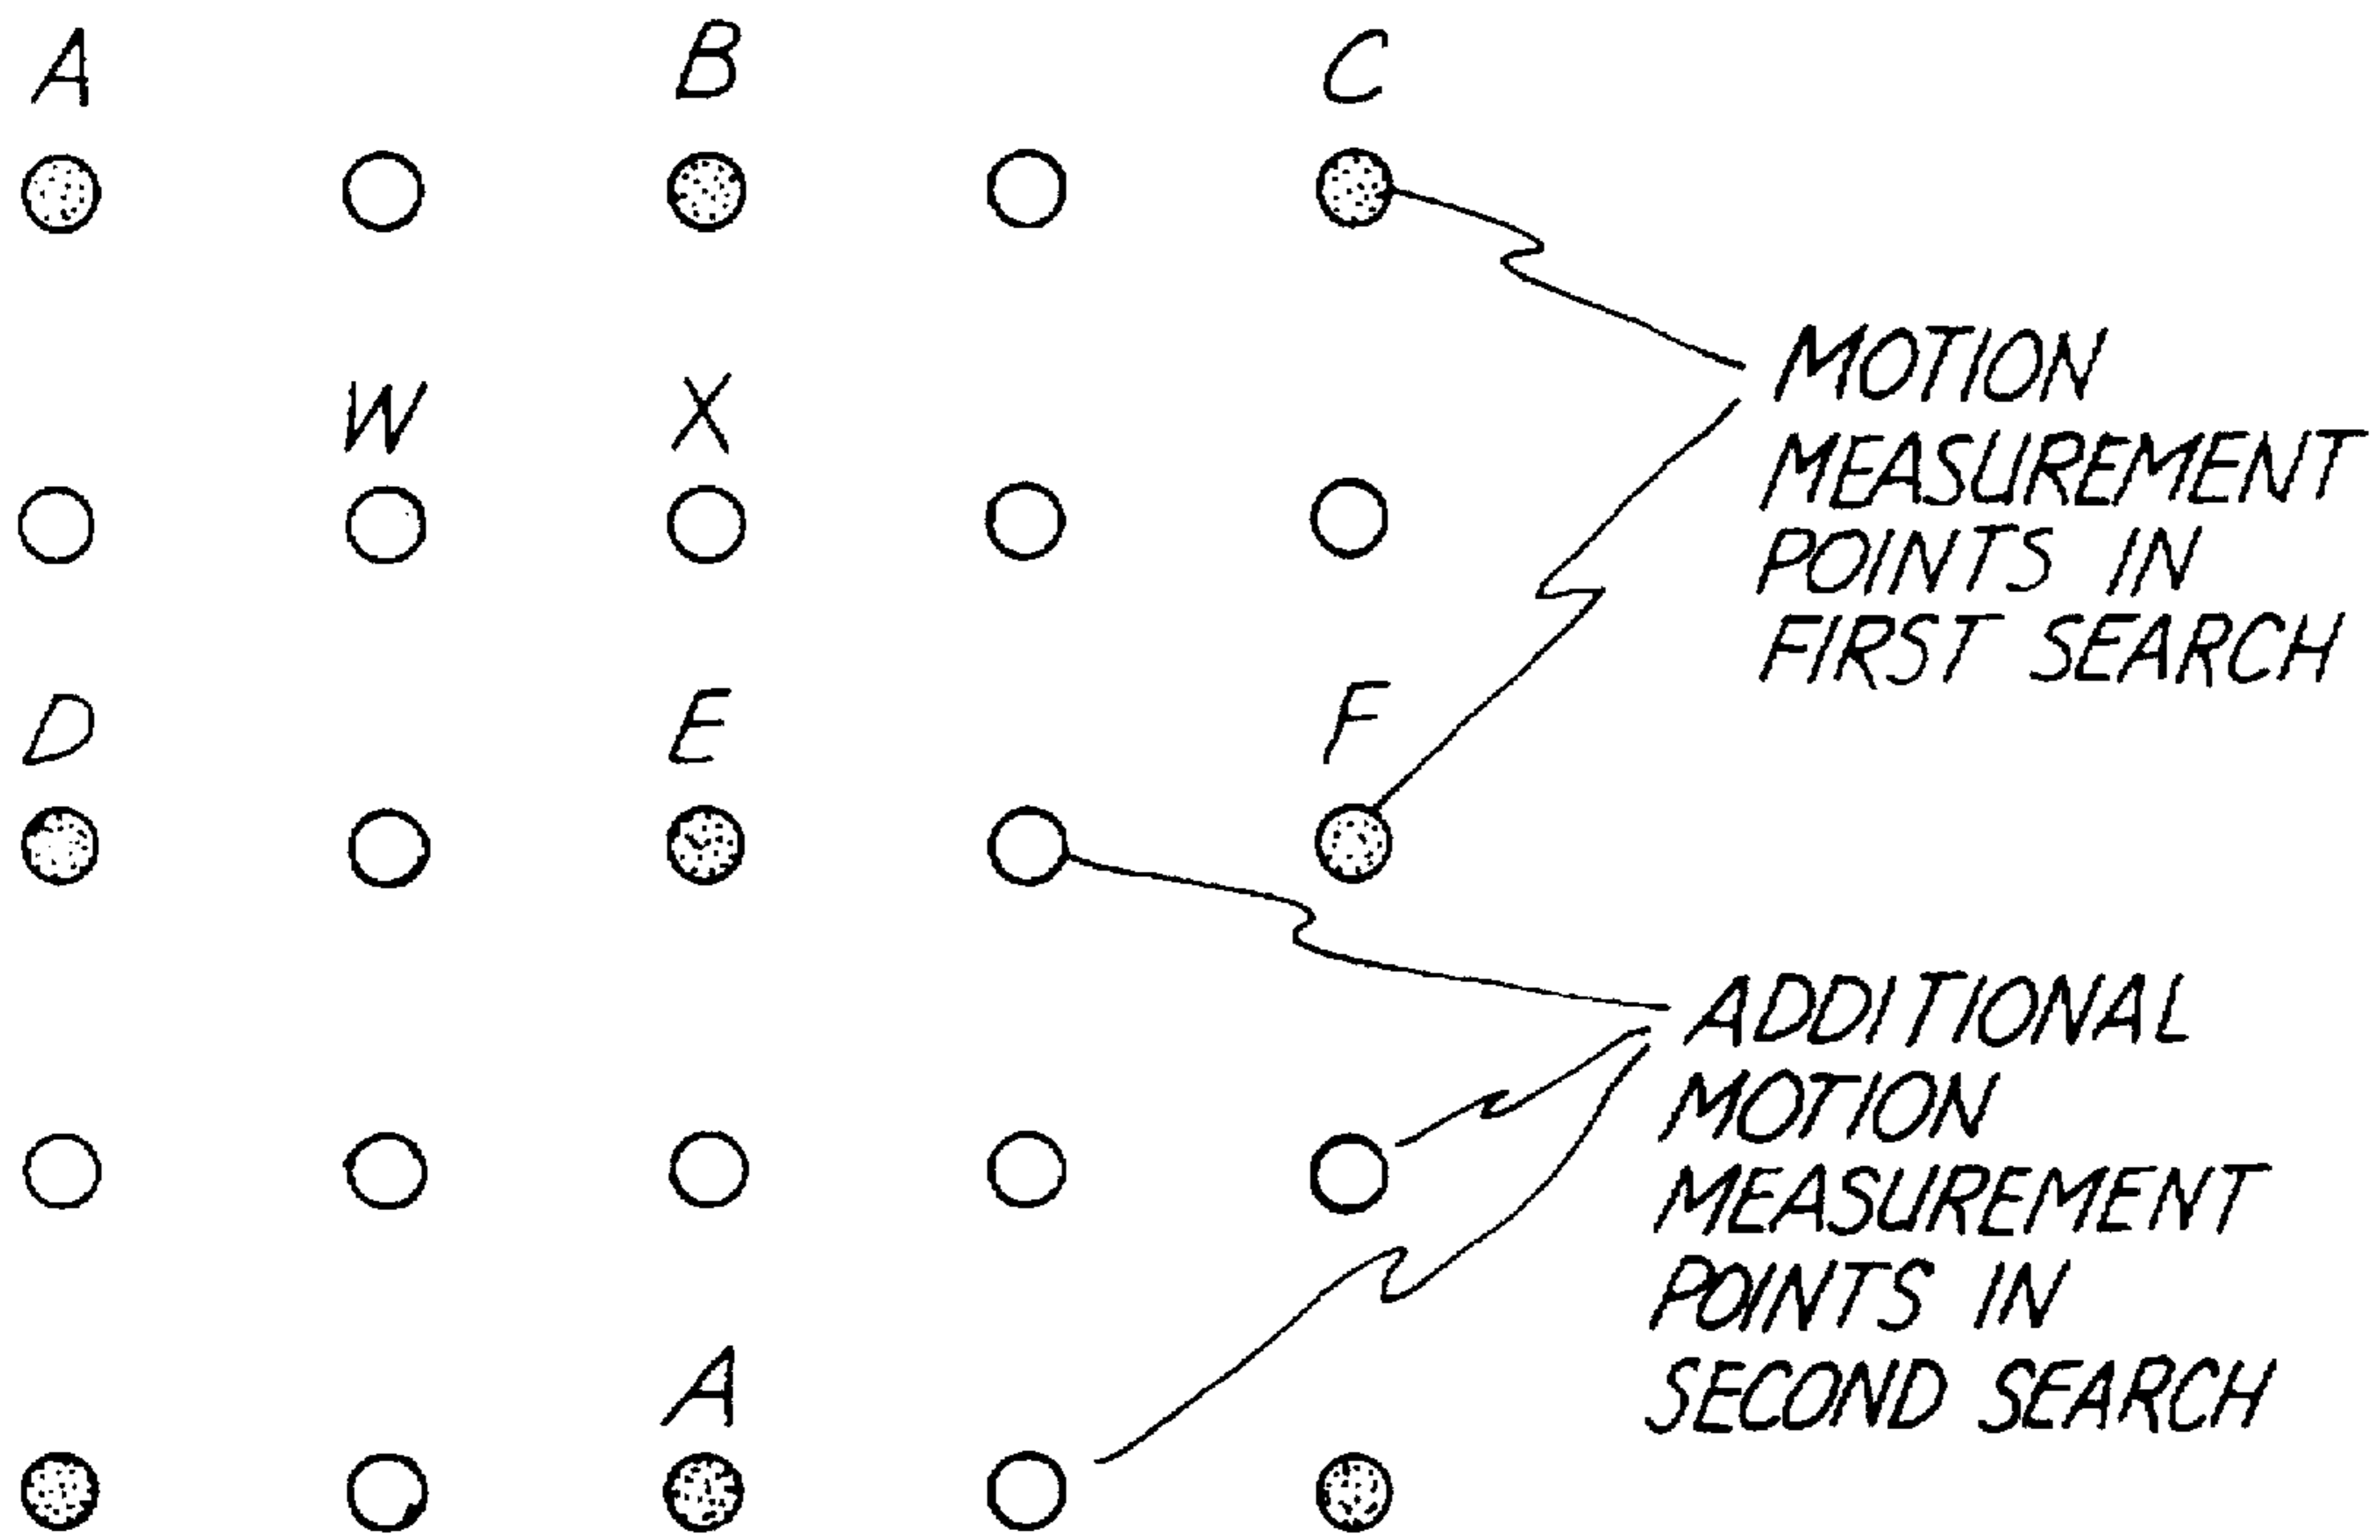 A B C
W X
MOTION
MEASUREMENT
POINTS IN
FIRST SEARCH
D E F
ADDITIONAL
MOTION
MEASUREMENT
POINTS IN
SECOND SEARCH
A